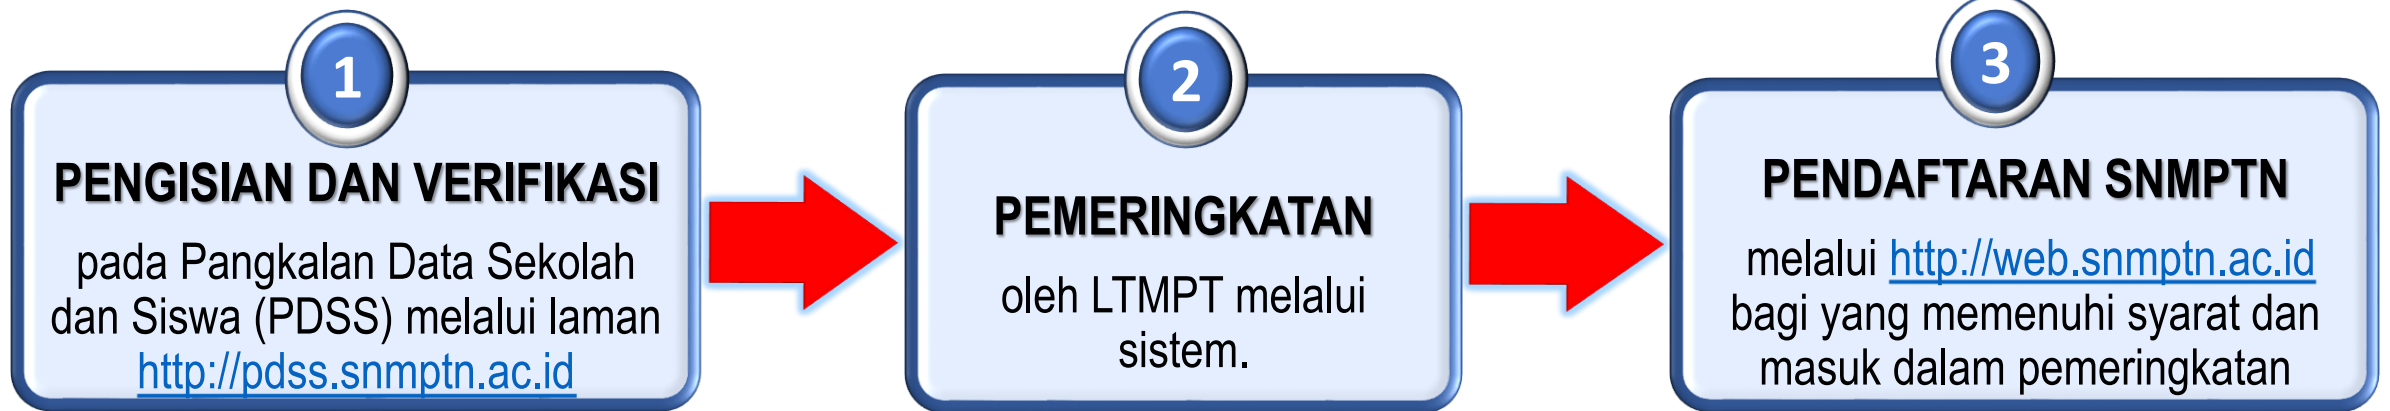 1
PENGISIAN DAN VERIFIKASI
pada Pangkalan Data Sekolah
dan Siswa (PDSS) melalui laman
http://pdss.snmptn.ac.id
2
PEMERINGKATAN
oleh LTMPT melalui
sistem.
3
PENDAFTARAN SNMPTN
melalui http://web.snmptn.ac.id
bagi yang memenuhi syarat dan
masuk dalam pemeringkatan